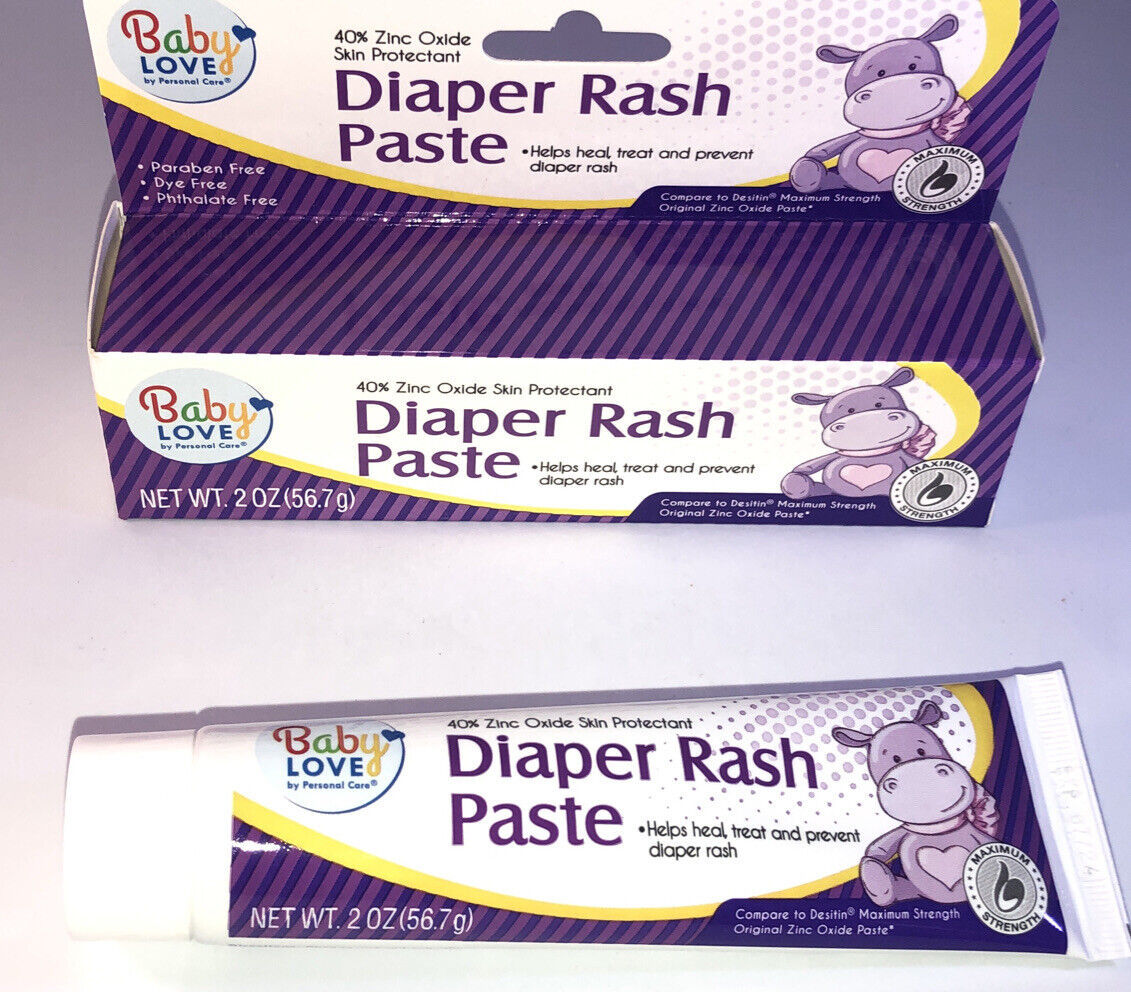 Baby
LOVE
by Personal Care®
40% Zinc Oxide
Skin Protectant
Diaper Rash
Paste
•Helps heal, treat and prevent
diaper rash
• Paraben Free
• Dye Free
• Phthalate Free
Compare to Desitin® Maximum Strength
Original Zinc Oxide Paste*
MAXIMUM
STRENGTH
Baby
LOVE
by Personal Care®
40% Zinc Oxide Skin Protectant
Diaper Rash
Paste
•Helps heal, treat and prevent
diaper rash
NET WT. 2 OZ(56.7g)
Compare to Desitin® Maximum Strength
Original Zinc Oxide Paste*
MAXIMUM
STRENGTH
Baby
LOVE
by Personal Care®
40% Zinc Oxide Skin Protectant
Diaper Rash
Paste
•Helps heal, treat and prevent
diaper rash
NET WT. 2 OZ(56.7g)
Compare to Desitin® Maximum Strength
Original Zinc Oxide Paste*
MAXIMUM
STRENGTH